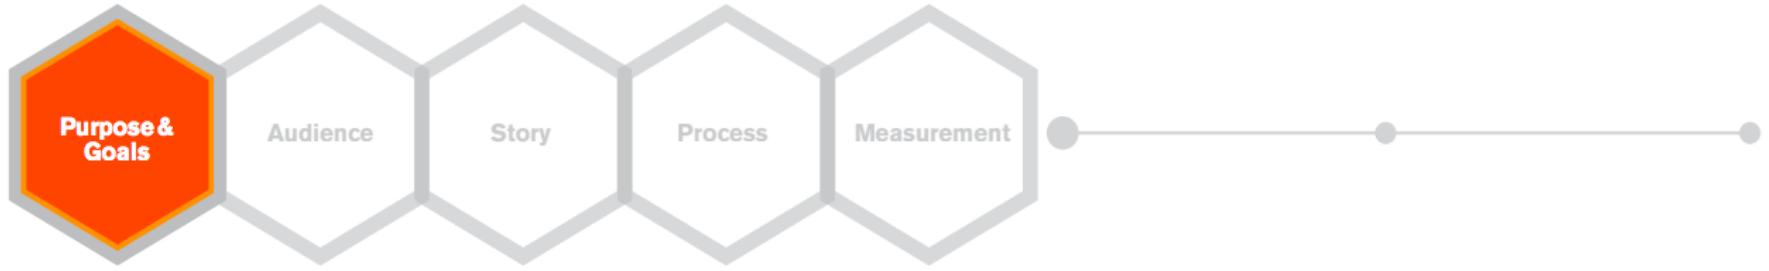 Purpose &
Goals
Audience
Story
Process
Measurement